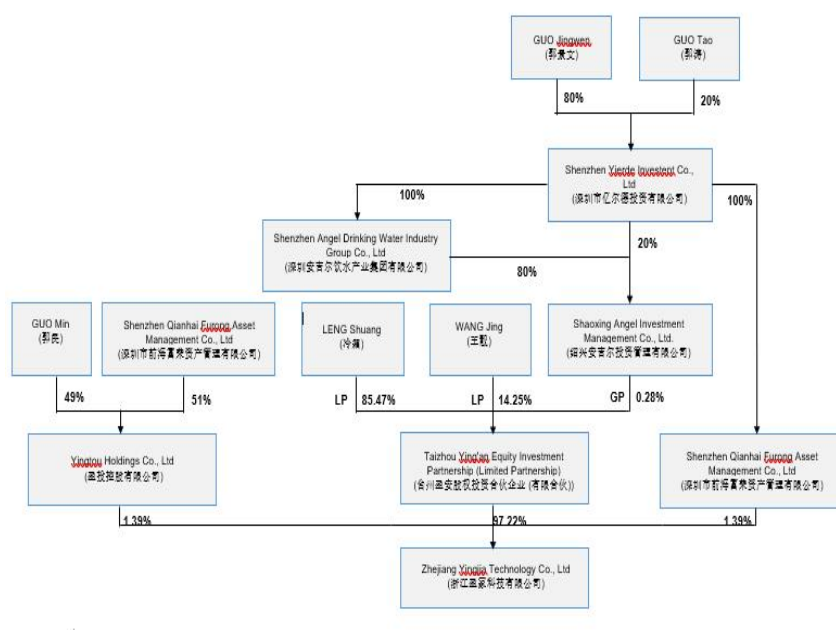 GUO Jingwen
(郭景文)
GUO Tao
(郭涛)
80%
20%
Shenzhen Yierde Investent Co.,
Ltd
(深圳市亿尔德投资有限公司)
100%
100%
Shenzhen Angel Drinking Water Industry
Group Co., Ltd
(深圳安吉尔饮水产业集团有限公司)
20%
80%
GUO Min
(郭民)
Shenzhen Qianhai Furong Asset
Management Co., Ltd
(深圳市前海富荣资产管理有限公司)
LENG Shuang
(冷霜)
WANG Jing
Shaoxing Angel Investment
Management Co., Ltd.
(绍兴安吉尔投资管理有限公司)
49%
51%
LP 85.47%
LP 14.25%
GP 0.28%
Yingtou Holdings Co., Ltd
(盈投控股有限公司)
Taizhou Ying'an Equity Investment
Partnership (Limited Partnership)
(台州盈安股权投资合伙企业 (有限合伙))
Shenzhen Qianhai Furong Asset
Management Co., Ltd
(深圳市前海富荣资产管理有限公司)
1.39%
97.22%
1.39%
Zhejiang Yingjia Technology Co., Ltd
(浙江盈家科技有限公司)